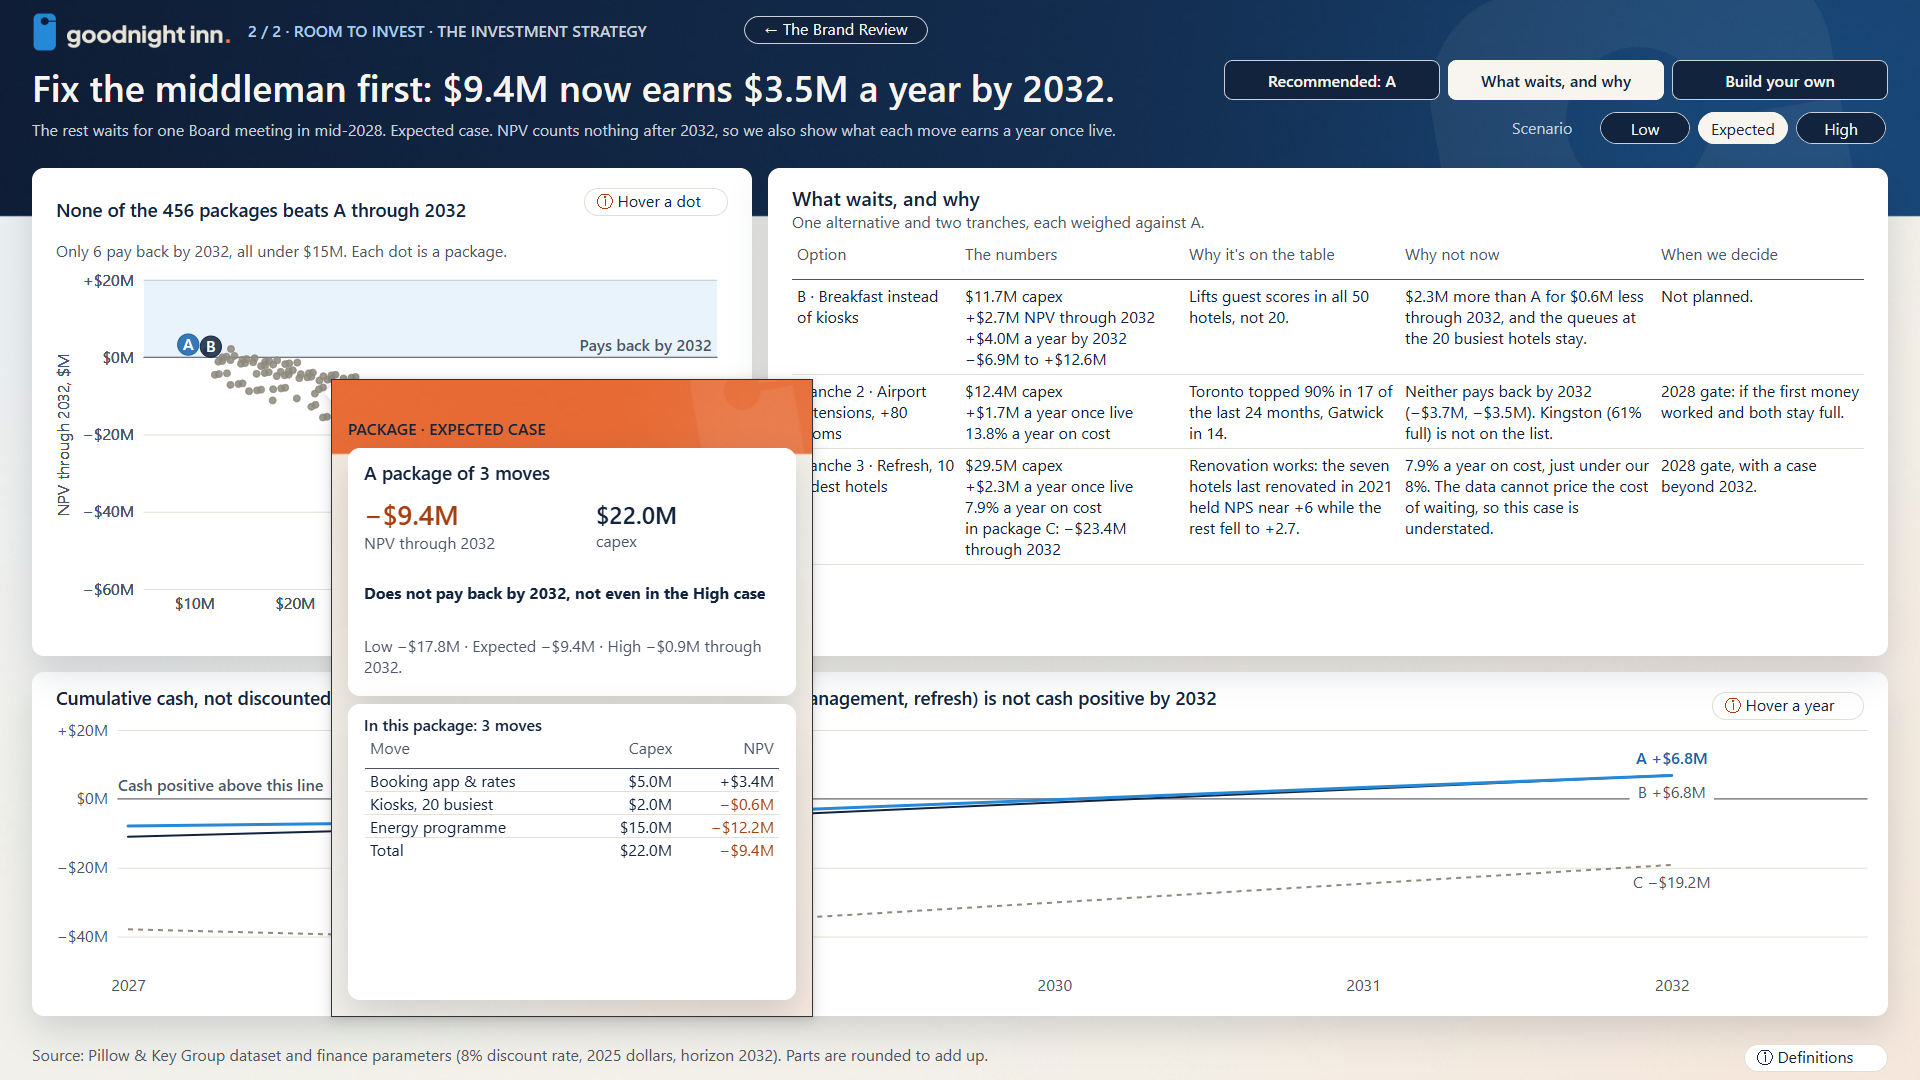 goodnight inn.
2 / 2 · ROOM TO INVEST · THE INVESTMENT STRATEGY
← The Brand Review
Fix the middleman first: $9.4M now earns $3.5M a year by 2032.
The rest waits for one Board meeting in mid-2028. Expected case. NPV counts nothing after 2032, so we also show what each move earns a year once live.
Recommended: A
What waits, and why
Build your own
Scenario
Low
Expected
High
None of the 456 packages beats A through 2032
Hover a dot
Only 6 pay back by 2032, all under $15M. Each dot is a package.
NPV through 2032, $M
+$20M
$0M
−$20M
−$40M
−$60M
A
B
Pays back by 2032
$10M
$20M
What waits, and why
One alternative and two tranches, each weighed against A.
Option
The numbers
Why it's on the table
Why not now
When we decide
B · Breakfast instead
of kiosks
$11.7M capex
+$2.7M NPV through 2032
+$4.0M a year by 2032
−$6.9M to +$12.6M
Lifts guest scores in all 50
hotels, not 20.
$2.3M more than A for $0.6M less
through 2032, and the queues at
the 20 busiest hotels stay.
Not planned.
anche 2 · Airport
tensions, +80
oms
$12.4M capex
+$1.7M a year once live
13.8% a year on cost
Toronto topped 90% in 17 of
the last 24 months, Gatwick
in 14.
Neither pays back by 2032
(−$3.7M, −$3.5M). Kingston (61%
full) is not on the list.
2028 gate: if the first money
worked and both stay full.
anche 3 · Refresh, 10
dest hotels
$29.5M capex
+$2.3M a year once live
7.9% a year on cost
in package C: −$23.4M
through 2032
Renovation works: the seven
hotels last renovated in 2021
held NPS near +6 while the
rest fell to +2.7.
7.9% a year on cost, just under our
8%. The data cannot price the cost
of waiting, so this case is
understated.
2028 gate, with a case
beyond 2032.
PACKAGE · EXPECTED CASE
A package of 3 moves
−$9.4M
NPV through 2032
$22.0M
capex
Does not pay back by 2032, not even in the High case
Low −$17.8M · Expected −$9.4M · High −$0.9M through
2032.
In this package: 3 moves
Move Capex NPV
Booking app & rates $5.0M +$3.4M
Kiosks, 20 busiest $2.0M −$0.6M
Energy programme $15.0M −$12.2M
Total $22.0M −$9.4M
Cumulative cash, not discounted
anagement, refresh) is not cash positive by 2032
Hover a year
+$20M
$0M
−$20M
−$40M
Cash positive above this line
A +$6.8M
B +$6.8M
C −$19.2M
2027
2030
2031
2032
Source: Pillow & Key Group dataset and finance parameters (8% discount rate, 2025 dollars, horizon 2032). Parts are rounded to add up.
Definitions